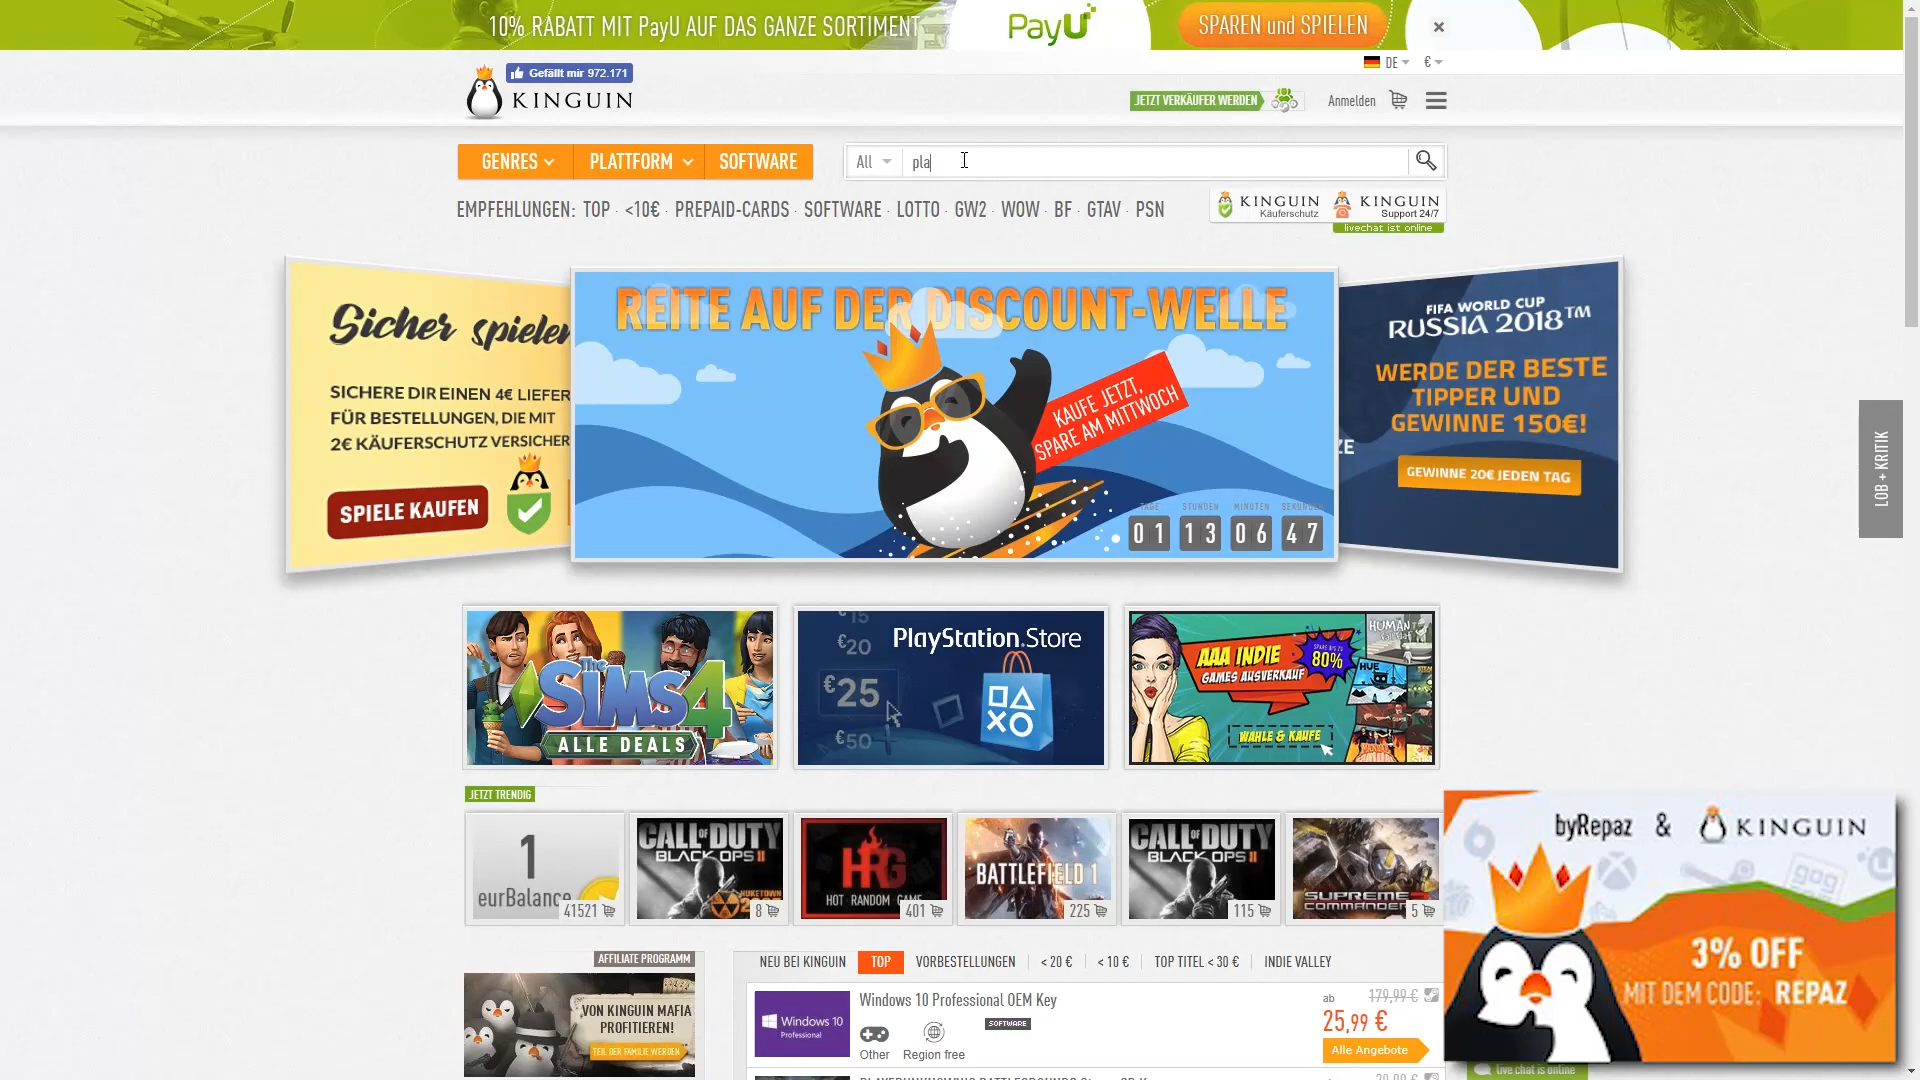 10% RABATT MIT PayU AUF DAS GANZE SORTIMENT
PayU
SPAREN und SPIELEN
DE
€
Gefällt mir 972.171
KINGUIN
JETZT VERKÄUFER WERDEN
Anmelden
GENRES
PLATTFORM
SOFTWARE
All
pla
EMPFEHLUNGEN: TOP · <10€ · PREPAID-CARDS · SOFTWARE · LOTTO · GW2 · WOW · BF · GTAV · PSN
KINGUIN
Käuferschutz
KINGUIN
Support 24/7
livechat ist online
Sicher spielen
SICHERE DIR EINEN 4€ LIEFER
FÜR BESTELLUNGEN, DIE MIT
2€ KÄUFERSCHUTZ VERSICHER
SPIELE KAUFEN
REITE AUF DER DISCOUNT-WELLE
KAUFE JETZT,
SPARE AM MITTWOCH
TAGE STUNDEN MINUTEN SEKUNDEN
01 13 06 47
ZE
FIFA WORLD CUP
RUSSIA 2018™
WERDE DER BESTE
TIPPER UND
GEWINNE 150€!
GEWINNE 20€ JEDEN TAG
LOB + KRITIK
The
SIMS 4
ALLE DEALS
€15
€20
€25
€50
PlayStation.Store
AAA INDIE
GAMES AUSVERKAUF
SPARE BIS ZU
80%
WÄHLE & KAUFE
HUMAN
HUE
JETZT TRENDIG
1
eurBalance
41521
CALL OF DUTY
BLACK OPS II
8
HRG
HOT RANDOM GAME
401
BATTLEFIELD 1
225
CALL OF DUTY
BLACK OPS II
115
SUPREME
COMMANDER
5
byRepaz & KINGUIN
gog
3% OFF
MIT DEM CODE: REPAZ
AFFILIATE PROGRAMM
VON KINGUIN MAFIA
PROFITIEREN!
TEIL DER FAMILIE WERDEN
NEU BEI KINGUIN
TOP
VORBESTELLUNGEN
< 20 €
< 10 €
TOP TITEL < 30 €
INDIE VALLEY
Windows 10
Professional
Windows 10 Professional OEM Key
Other
Region free
SOFTWARE
ab
179,99 €
25,99 €
Alle Angebote
live chat is online